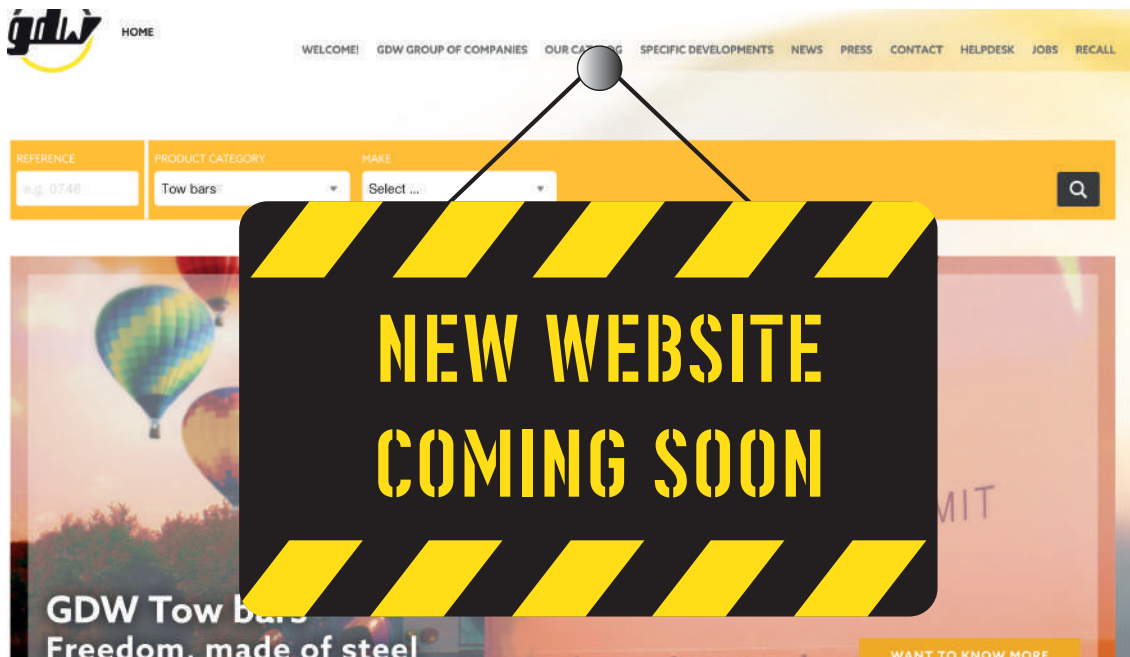 gdw
HOME
WELCOME! GDW GROUP OF COMPANIES OUR CATALOG SPECIFIC DEVELOPMENTS NEWS PRESS CONTACT HELPDESK JOBS RECALL
REFERENCE PRODUCT CATEGORY MAKE
e.g. 0746 Tow bars Select ...
NEW WEBSITE
COMING SOON
MIT
GDW Tow bars
Freedom, made of steel
WANT TO KNOW MORE